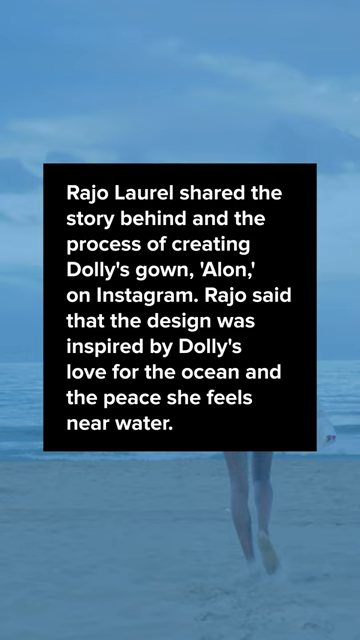 Rajo Laurel shared the
story behind and the
process of creating
Dolly's gown, 'Alon,'
on Instagram. Rajo said
that the design was
inspired by Dolly's
love for the ocean and
the peace she feels
near water.